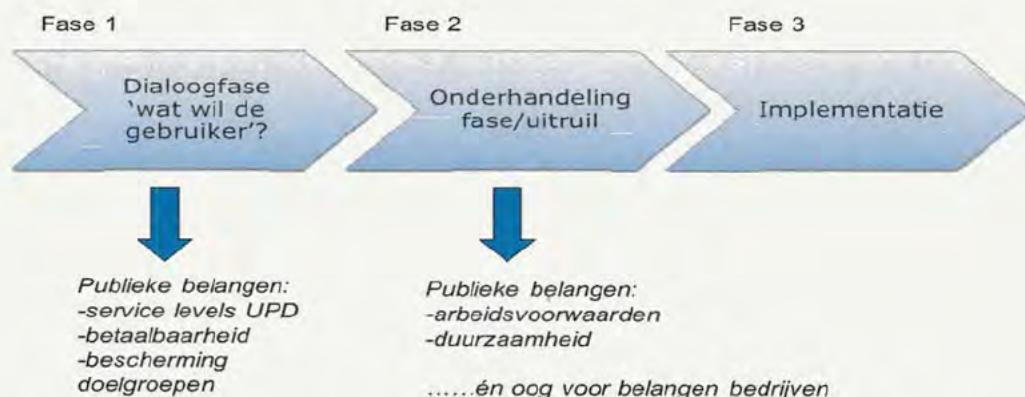 Fase 1
Fase 2
Fase 3
Dialoogfase
‘wat wil de
gebruiker’?
Onderhandeling
fase/uitruil
Implementatie
Publieke belangen:
-service levels UPD
-betaalbaarheid
-bescherming
doelgroepen
Publieke belangen:
-arbeidsvoorwaarden
-duurzaamheid
......én oog voor belangen bedrijven